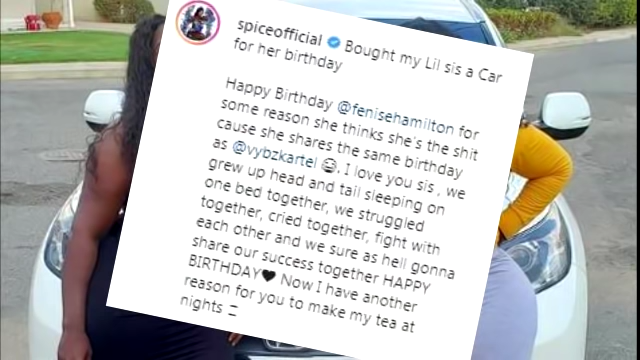 spiceofficial Bought my Lil sis a Car
for her birthday
Happy Birthday @fenisehamilton for
some reason she thinks she's the shit
cause she shares the same birthday
as @vybzkartel 😂. I love you sis , we
grew up head and tail sleeping on
one bed together, we struggled
together, cried together, fight with
each other and we sure as hell gonna
share our success together HAPPY
BIRTHDAY🖤 Now I have another
reason for you to make my tea at
nights =